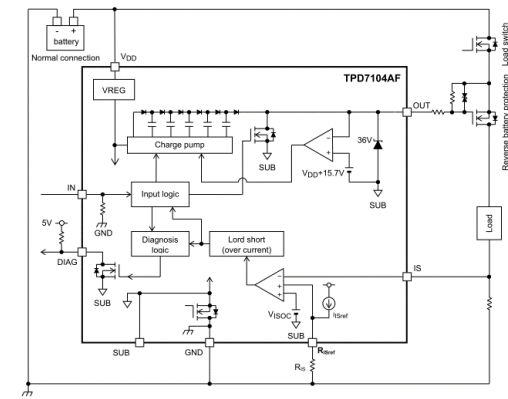 - +
battery
Normal connection
VDD
Load switch
TPD7104AF
VREG
OUT
Reverse battery protection
Charge pump
SUB
36V
VDD+15.7V
SUB
IN
Input logic
GND
5V
Diagnosis
logic
Lord short
(over current)
Load
DIAG
IS
SUB
VISOC
IISref
SUB
SUB
GND
RISref
RIS